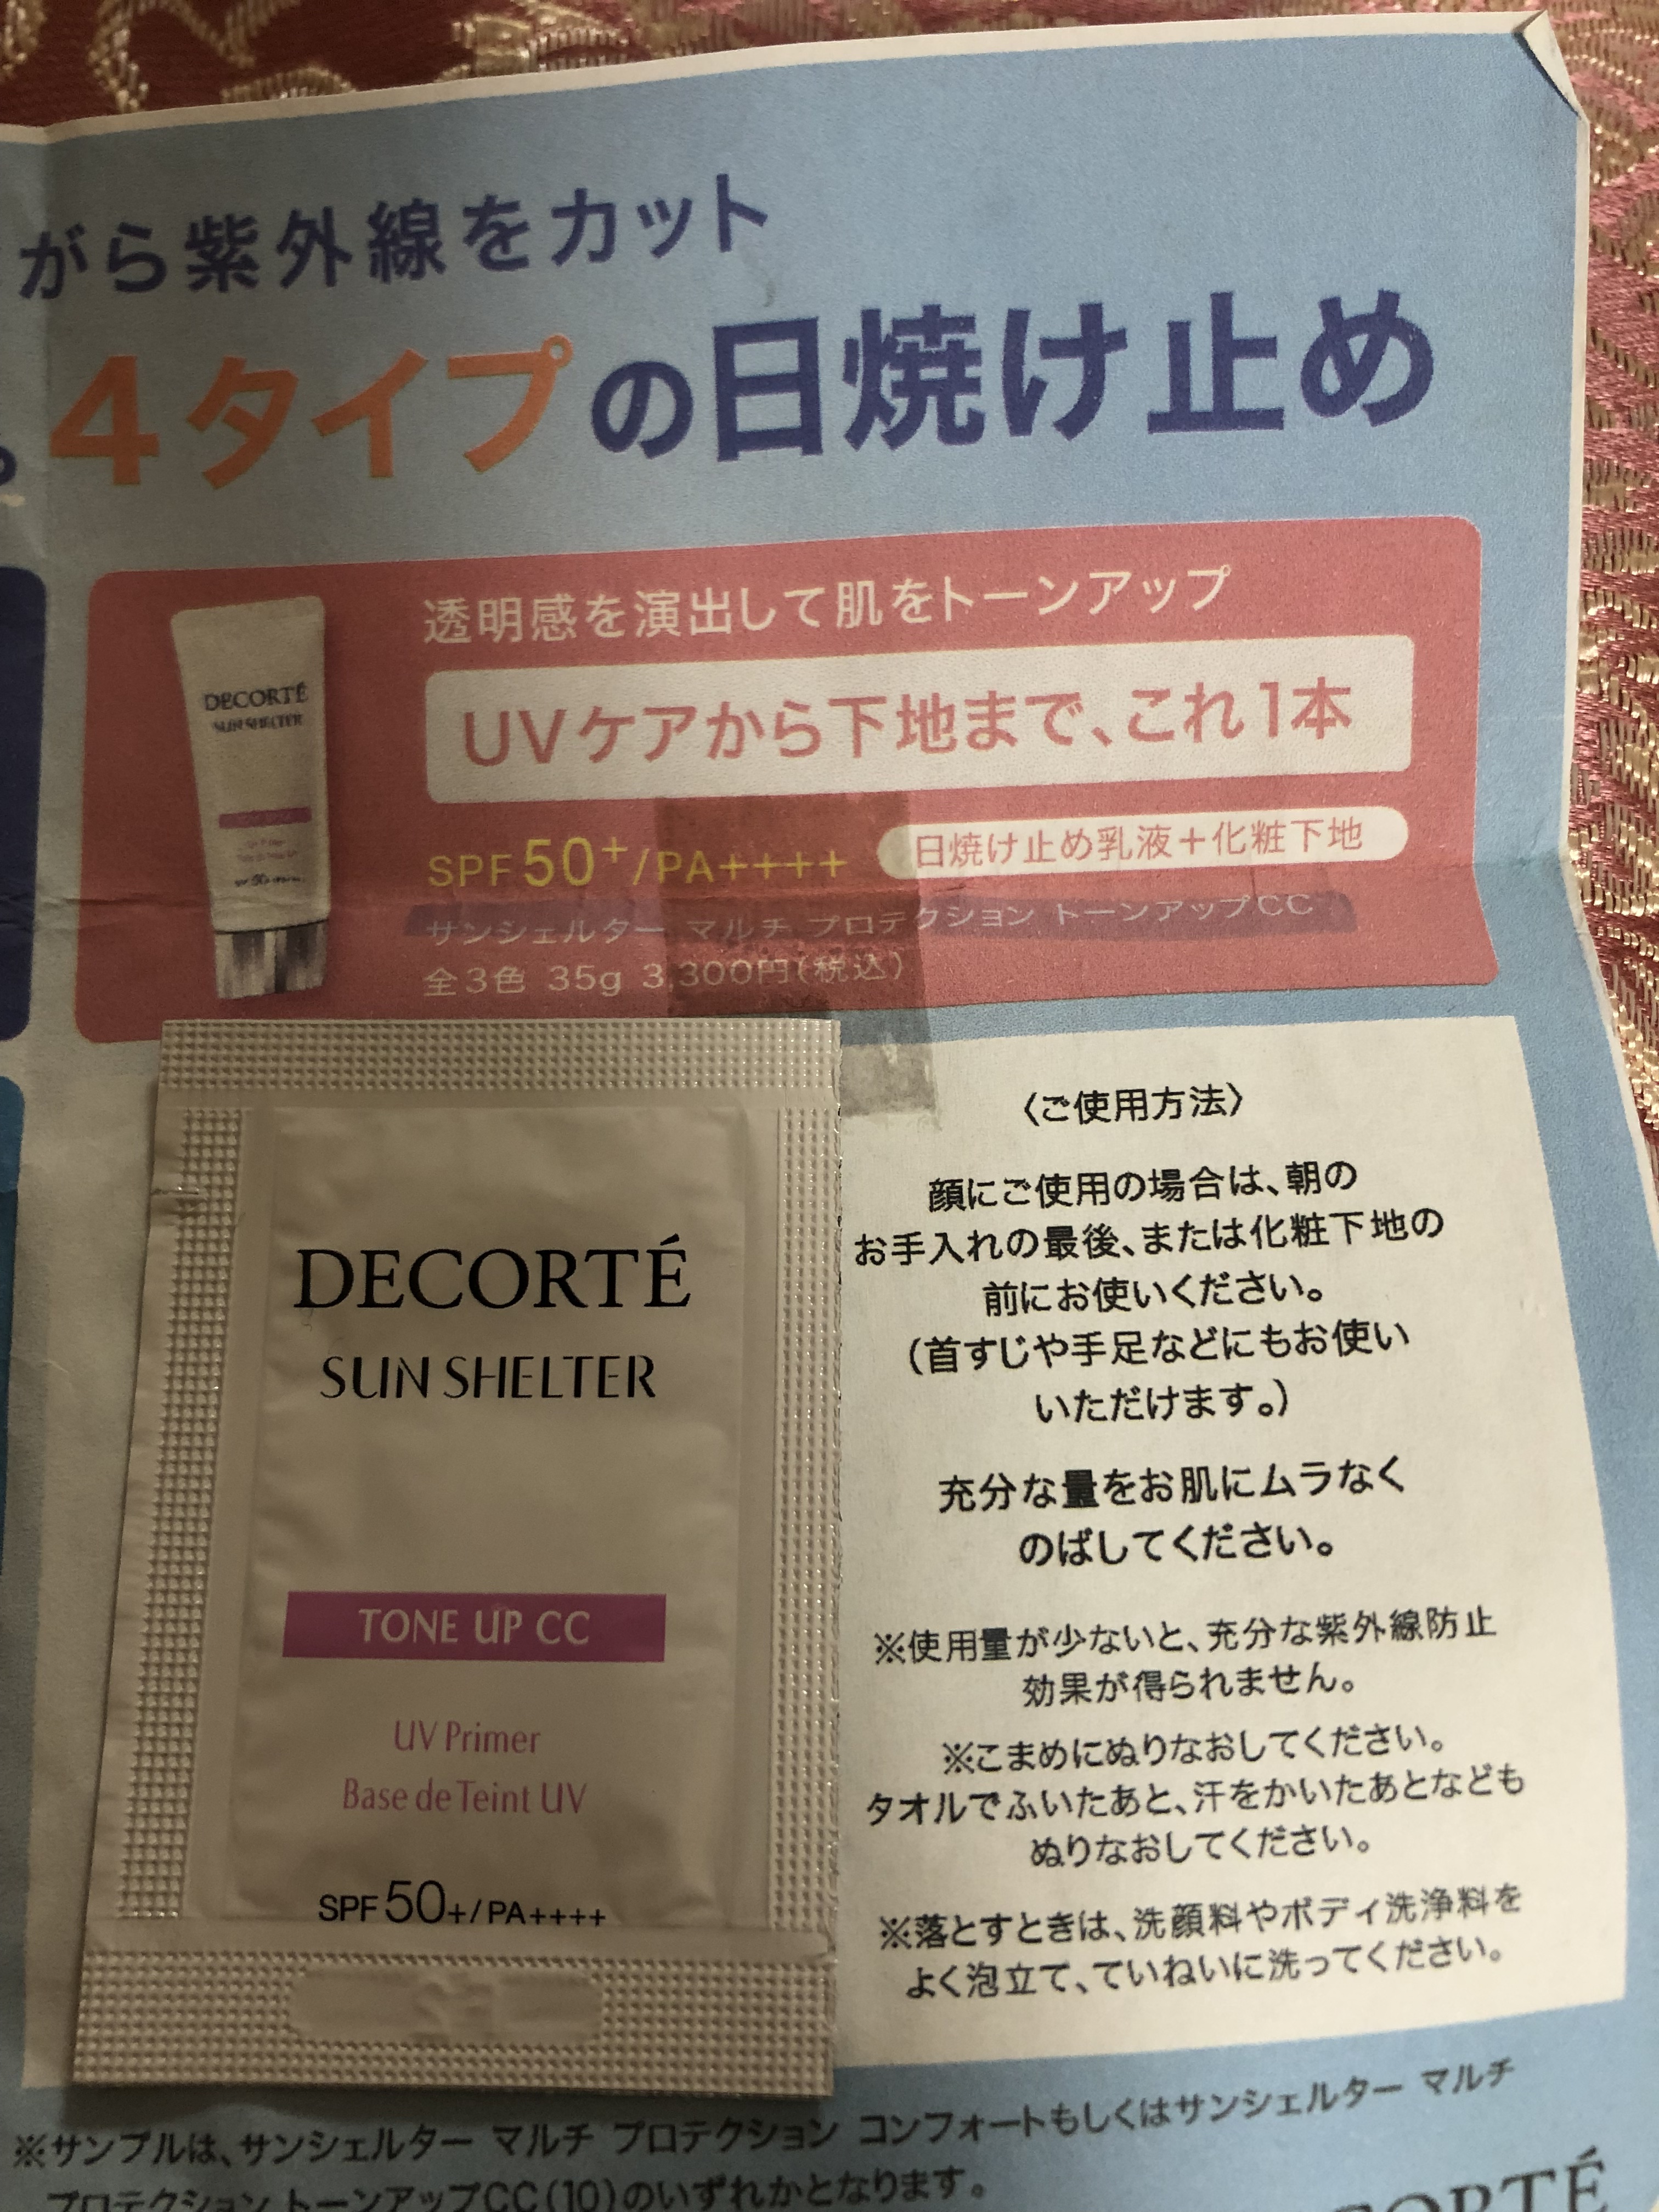 がら紫外線をカット
4タイプの日焼け止め
透明感を演出して肌をトーンアップ
UVケアから下地まで、これ1本
SPF50+/PA++++ 日焼け止め乳液+化粧下地
サンシェルター マルチ プロテクション トーンアップCC
全3色 35g 3,300円(税込)
DECORTÉ
SUN SHELTER
DECORTÉ
SUN SHELTER
TONE UP CC
UV Primer
Base de Teint UV
SPF50+/PA++++
〈ご使用方法〉
顔にご使用の場合は、朝の
お手入れの最後、または化粧下地の
前にお使いください。
(首すじや手足などにもお使い
いただけます。)
充分な量をお肌にムラなく
のばしてください。
※使用量が少ないと、充分な紫外線防止
効果が得られません。
※こまめにぬりなおしてください。
タオルでふいたあと、汗をかいたあとなども
ぬりなおしてください。
※落とすときは、洗顔料やボディ洗浄料を
よく泡立て、ていねいに洗ってください。
※サンプルは、サンシェルター マルチ プロテクション コンフォートもしくはサンシェルター マルチ
プロテクション トーンアップCC(10)のいずれかとなります。
CORTÉ